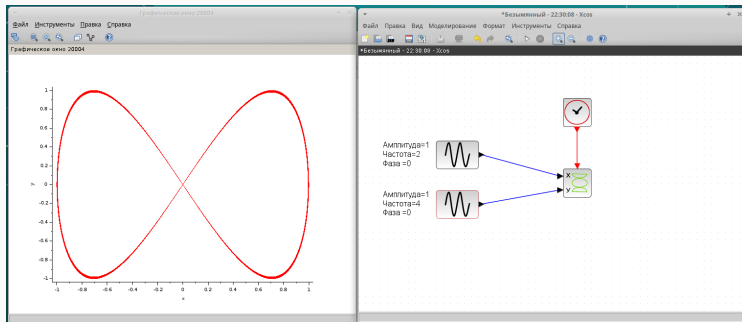 Графическое окно 20004
Файл Инструменты Правка Справка
Графическое окно 20004
1
0.8
0.6
0.4
0.2
0
-0.2
-0.4
-0.6
-0.8
-1
y
-1 -0.8 -0.6 -0.4 -0.2 0 0.2 0.4 0.6 0.8 1
x
*Безымянный - 22:30:08 - Xcos
Файл Правка Вид Моделирование Формат Инструменты Справка
*Безымянный - 22:30:08 - Xcos
Амплитуда=1
Частота=2
Фаза =0
Амплитуда=1
Частота=4
Фаза =0
X
У